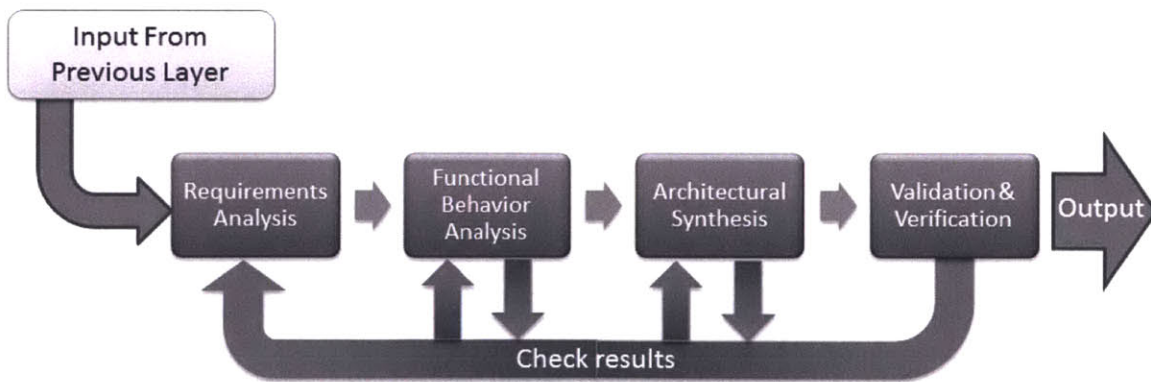 Input From
Previous Layer
Requirements
Analysis
Functional
Behavior
Analysis
Architectural
Synthesis
Validation &
Verification
Output
Check results